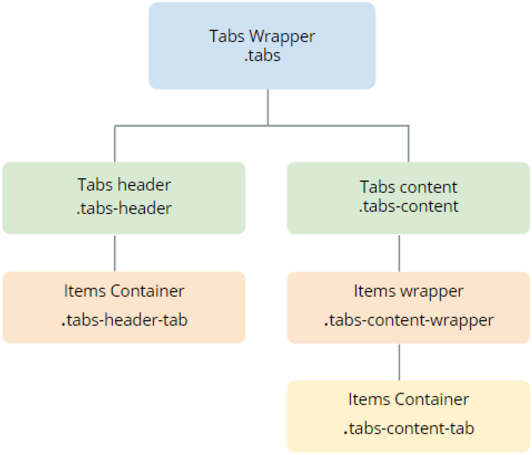 Tabs Wrapper
.tabs
Tabs header
.tabs-header
Tabs content
.tabs-content
Items Container
.tabs-header-tab
Items wrapper
.tabs-content-wrapper
Items Container
.tabs-content-tab